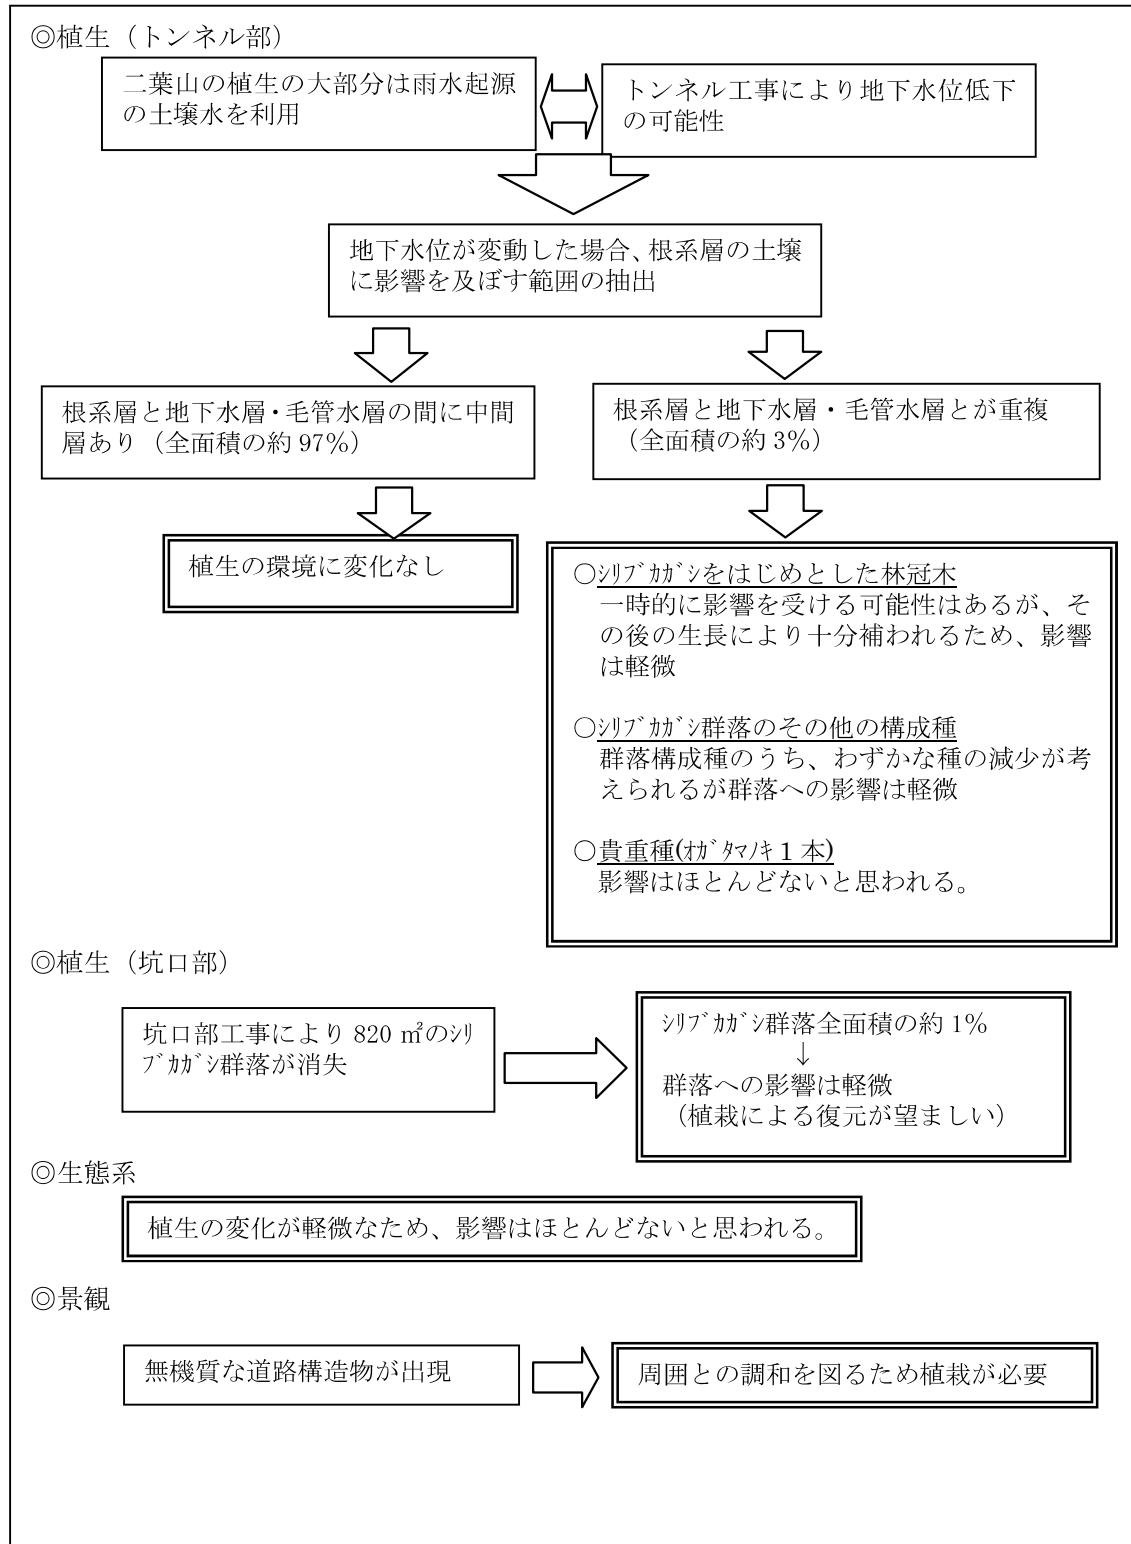 ◎植生（トンネル部）
二葉山の植生の大部分は雨水起源
の土壌水を利用
トンネル工事により地下水位低下
の可能性
地下水位が変動した場合、根系層の土壌
に影響を及ぼす範囲の抽出
根系層と地下水層・毛管水層の間に中間
層あり（全面積の約 97%）
根系層と地下水層・毛管水層とが重複
（全面積の約 3%）
植生の環境に変化なし
○ｼﾘﾌﾞｶｶﾞｼをはじめとした林冠木
一時的に影響を受ける可能性はあるが、そ
の後の生長により十分補われるため、影響
は軽微
○ｼﾘﾌﾞｶｶﾞｼ群落のその他の構成種
群落構成種のうち、わずかな種の減少が考
えられるが群落への影響は軽微
○貴重種(ｵｶﾞﾀﾏﾉｷ１本)
影響はほとんどないと思われる。
◎植生（坑口部）
坑口部工事により 820 ㎡のｼﾘ
ﾌﾞｶｶﾞｼ群落が消失
ｼﾘﾌﾞｶｶﾞｼ群落全面積の約 1%
↓
群落への影響は軽微
（植栽による復元が望ましい）
◎生態系
植生の変化が軽微なため、影響はほとんどないと思われる。
◎景観
無機質な道路構造物が出現
周囲との調和を図るため植栽が必要